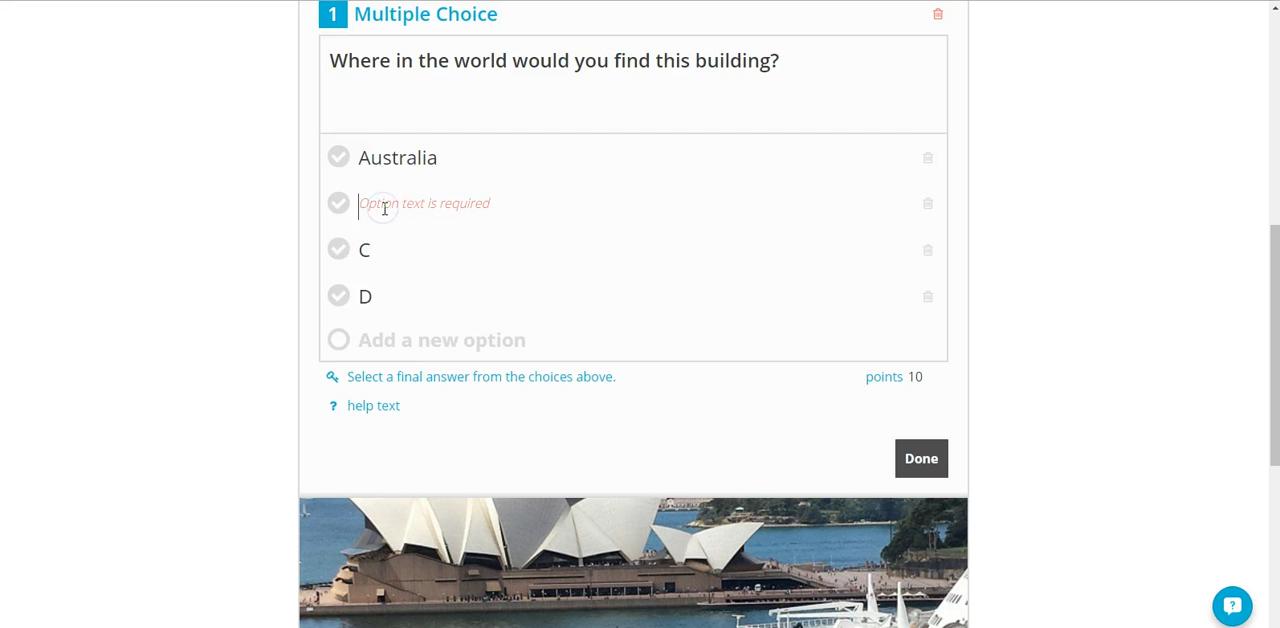 1 Multiple Choice
Where in the world would you find this building?
Australia
Option text is required
C
D
Add a new option
Select a final answer from the choices above.
points 10
? help text
Done
?